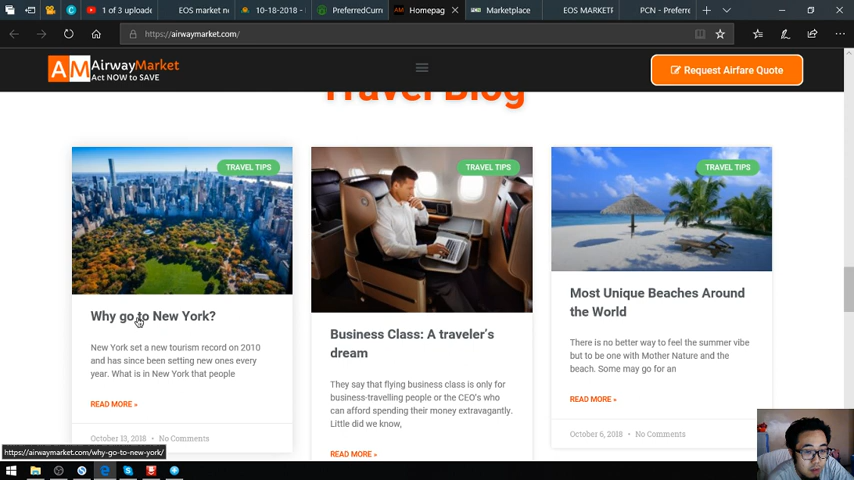 1 of 3 uploade
EOS market ne
10-18-2018 -
PreferredCurr
Homepag
Marketplace
EOS MARKETP
PCN - Preferre
https://airwaymarket.com/
AM AirwayMarket
Act NOW to SAVE
Request Airfare Quote
Travel Blog
TRAVEL TIPS
Why go to New York?
New York set a new tourism record on 2010
and has since been setting new ones every
year. What is in New York that people
READ MORE »
October 13, 2018 • No Comments
TRAVEL TIPS
Business Class: A traveler's
dream
They say that flying business class is only for
business-travelling people or the CEO's who
can afford spending their money extravagantly.
Little did we know,
READ MORE »
TRAVEL TIPS
Most Unique Beaches Around
the World
There is no better way to feel the summer vibe
but to be one with Mother Nature and the
beach. Some may go for an
READ MORE »
October 6, 2018 • No Comments
https://airwaymarket.com/why-go-to-new-york/